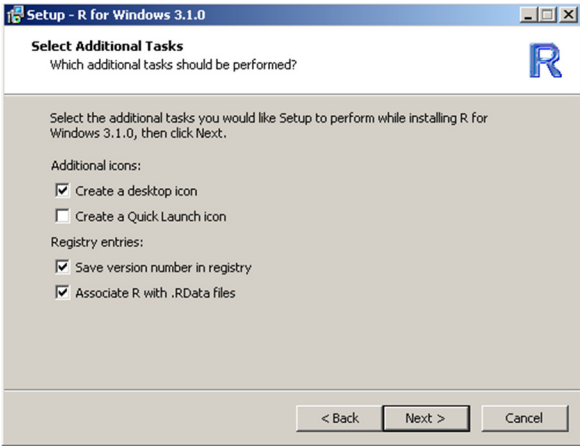 Setup - R for Windows 3.1.0
Select Additional Tasks
Which additional tasks should be performed?
R
Select the additional tasks you would like Setup to perform while installing R for
Windows 3.1.0, then click Next.
Additional icons:
Create a desktop icon
Create a Quick Launch icon
Registry entries:
Save version number in registry
Associate R with .RData files
< Back
Next >
Cancel